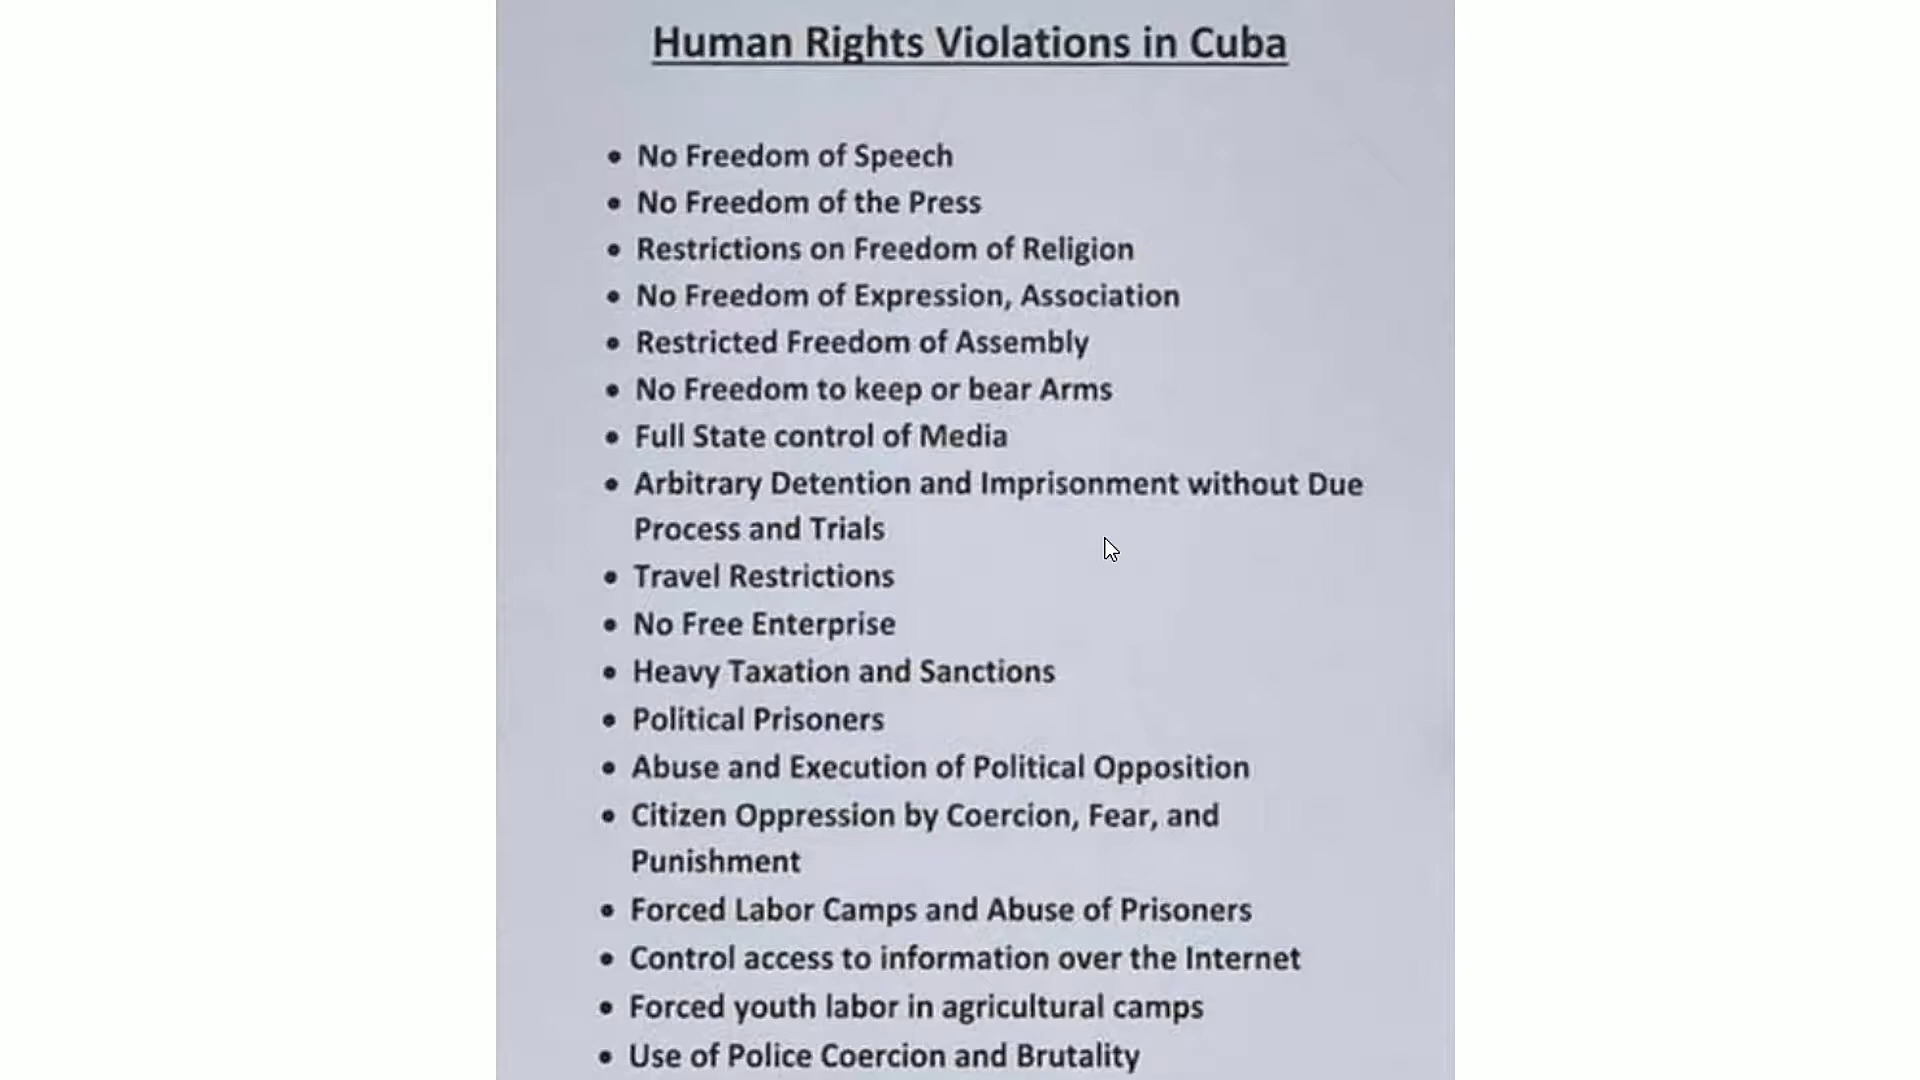 Human Rights Violations in Cuba
• No Freedom of Speech
• No Freedom of the Press
• Restrictions on Freedom of Religion
• No Freedom of Expression, Association
• Restricted Freedom of Assembly
• No Freedom to keep or bear Arms
• Full State control of Media
• Arbitrary Detention and Imprisonment without Due
Process and Trials
• Travel Restrictions
• No Free Enterprise
• Heavy Taxation and Sanctions
• Political Prisoners
• Abuse and Execution of Political Opposition
• Citizen Oppression by Coercion, Fear, and
Punishment
• Forced Labor Camps and Abuse of Prisoners
• Control access to information over the Internet
• Forced youth labor in agricultural camps
• Use of Police Coercion and Brutality